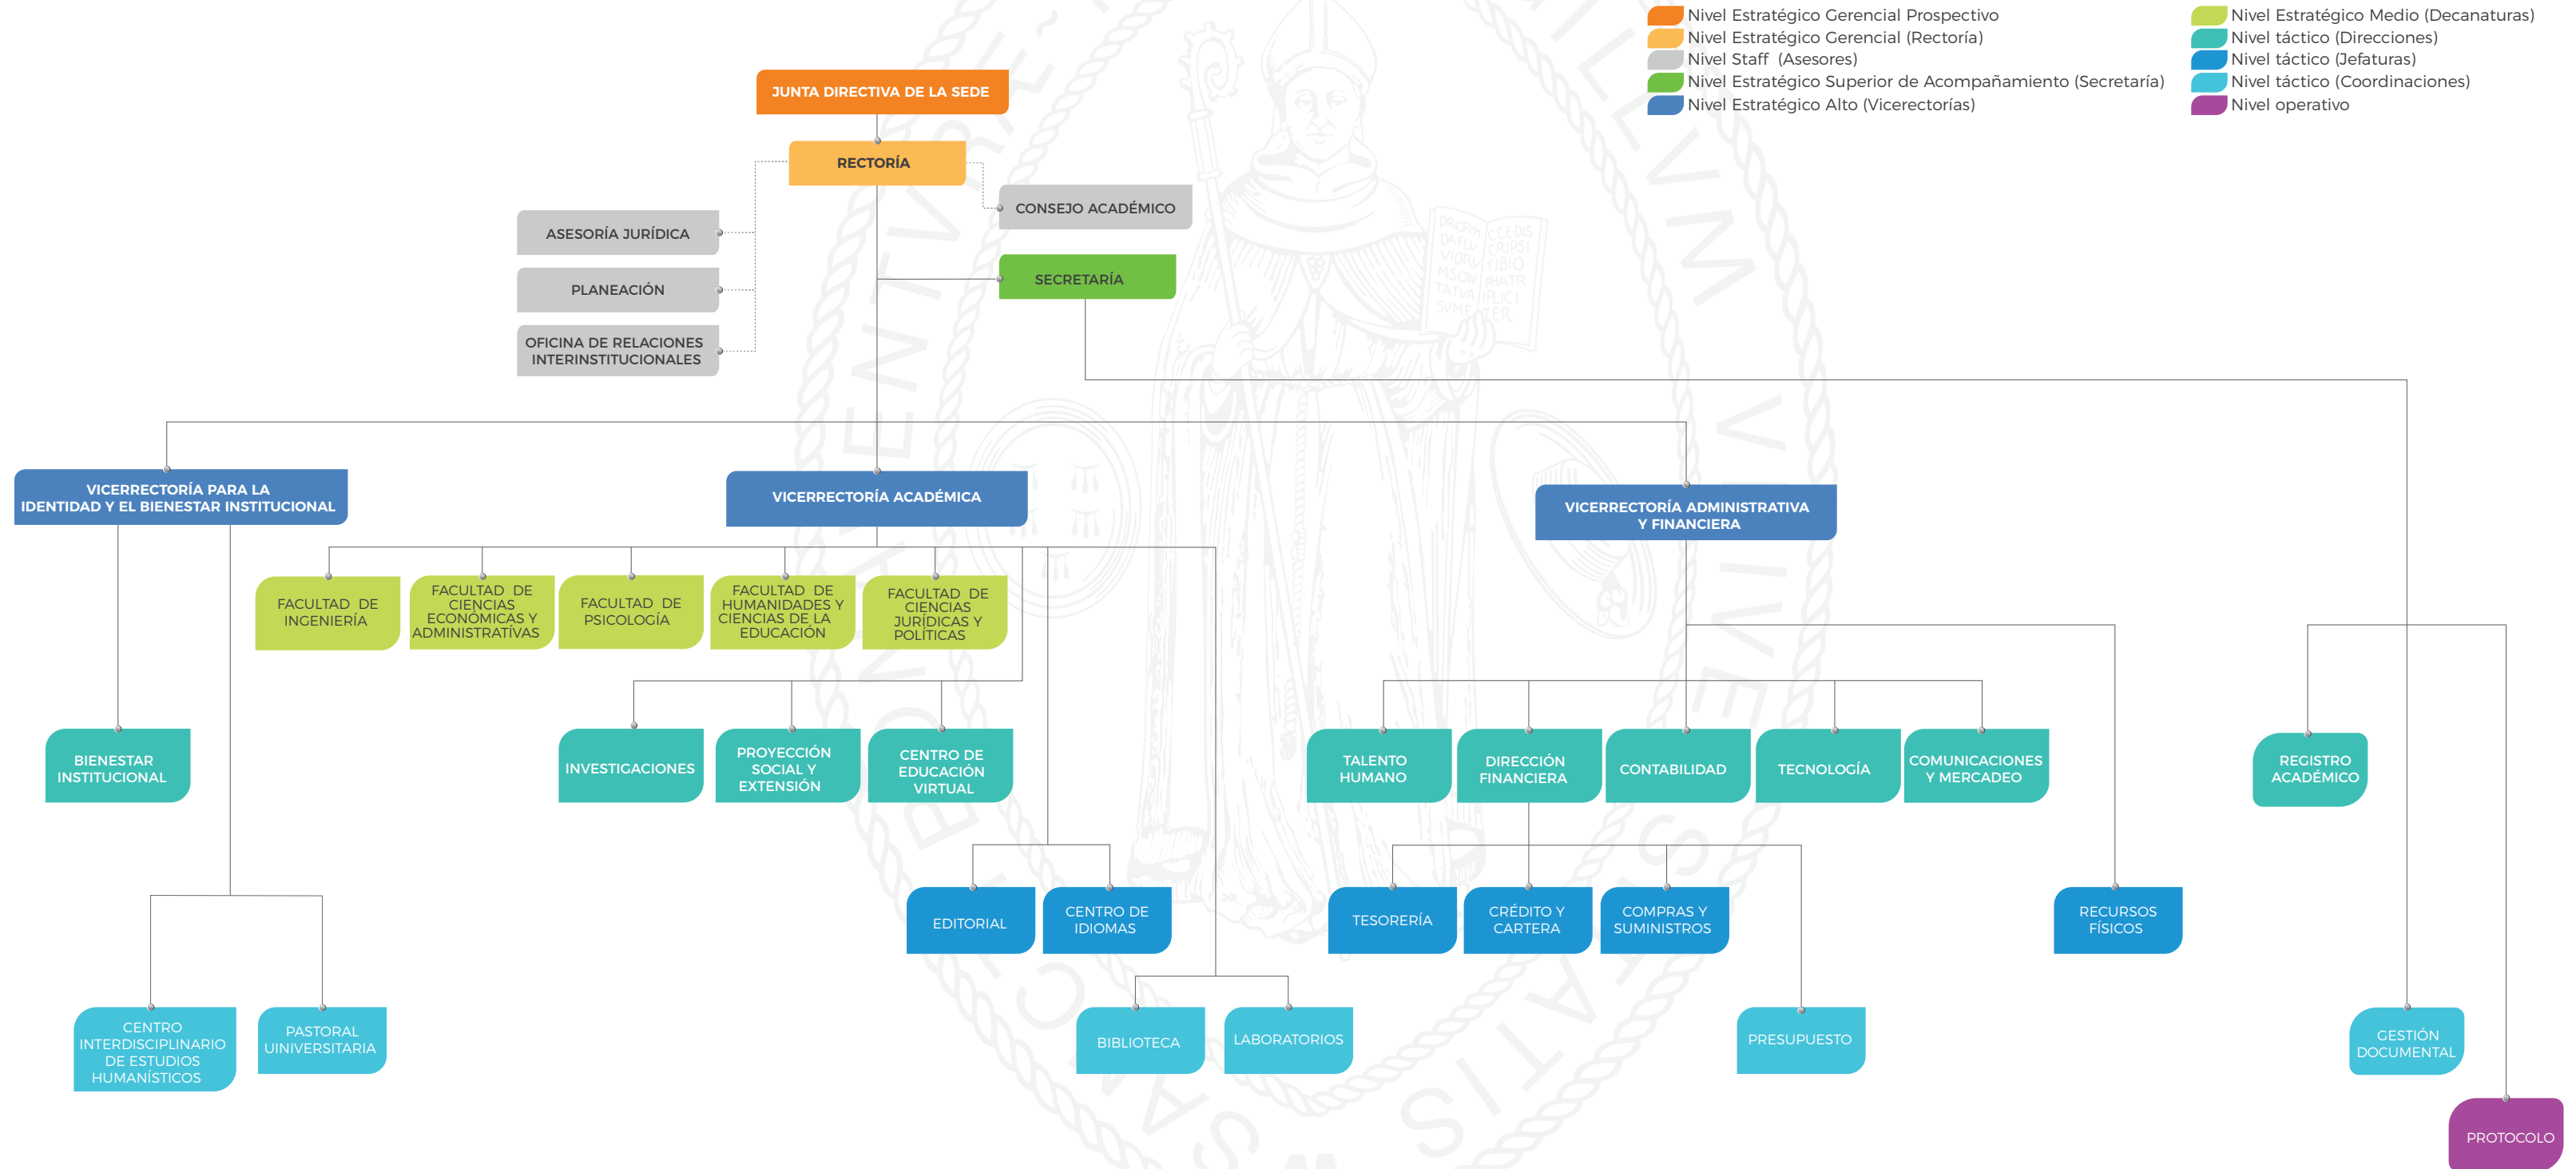 Nivel Estratégico Gerencial Prospectivo
Nivel Estratégico Gerencial (Rectoría)
Nivel Staff (Asesores)
Nivel Estratégico Superior de Acompañamiento (Secretaría)
Nivel Estratégico Alto (Vicerectorías)
Nivel Estratégico Medio (Decanaturas)
Nivel táctico (Direcciones)
Nivel táctico (Jefaturas)
Nivel táctico (Coordinaciones)
Nivel operativo
JUNTA DIRECTIVA DE LA SEDE
RECTORÍA
CONSEJO ACADÉMICO
ASESORÍA JURÍDICA
SECRETARÍA
PLANEACIÓN
OFICINA DE RELACIONES
INTERINSTITUCIONALES
VICERRECTORÍA PARA LA
IDENTIDAD Y EL BIENESTAR INSTITUCIONAL
VICERRECTORÍA ACADÉMICA
VICERRECTORÍA ADMINISTRATIVA
Y FINANCIERA
FACULTAD DE
INGENIERÍA
FACULTAD DE
CIENCIAS
ECONÓMICAS Y
ADMINISTRATÍVAS
FACULTAD DE
PSICOLOGÍA
FACULTAD DE
HUMANIDADES Y
CIENCIAS DE LA
EDUCACIÓN
FACULTAD DE
CIENCIAS
JURÍDICAS Y
POLÍTICAS
BIENESTAR
INSTITUCIONAL
INVESTIGACIONES
PROYECCIÓN
SOCIAL Y
EXTENSIÓN
CENTRO DE
EDUCACIÓN
VIRTUAL
TALENTO
HUMANO
DIRECCIÓN
FINANCIERA
CONTABILIDAD
TECNOLOGÍA
COMUNICACIONES
Y MERCADEO
REGISTRO
ACADÉMICO
EDITORIAL
CENTRO DE
IDIOMAS
TESORERÍA
CRÉDITO Y
CARTERA
COMPRAS Y
SUMINISTROS
RECURSOS
FÍSICOS
CENTRO
INTERDISCIPLINARIO
DE ESTUDIOS
HUMANÍSTICOS
PASTORAL
UINIVERSITARIA
BIBLIOTECA
LABORATORIOS
PRESUPUESTO
GESTIÓN
DOCUMENTAL
PROTOCOLO